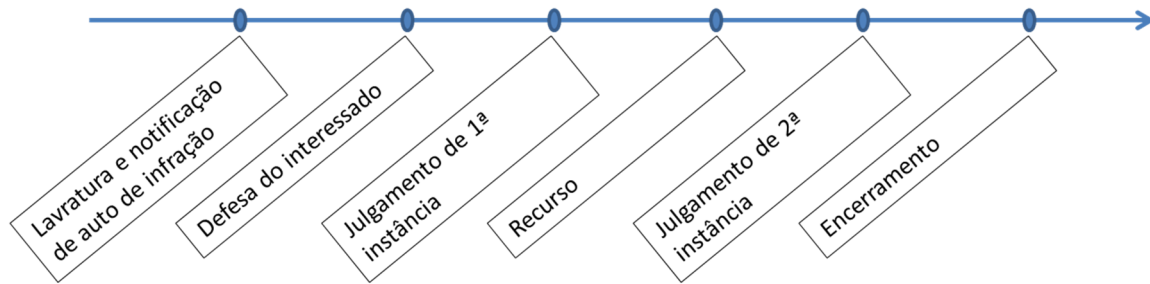 Lavratura e notificação
de auto de infração
Defesa do interessado
Julgamento de 1ª
instância
Recurso
Julgamento de 2ª
instância
Encerramento